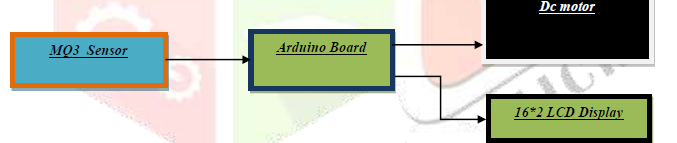 Dc motor
MQ3 Sensor
Arduino Board
16*2 LCD Display